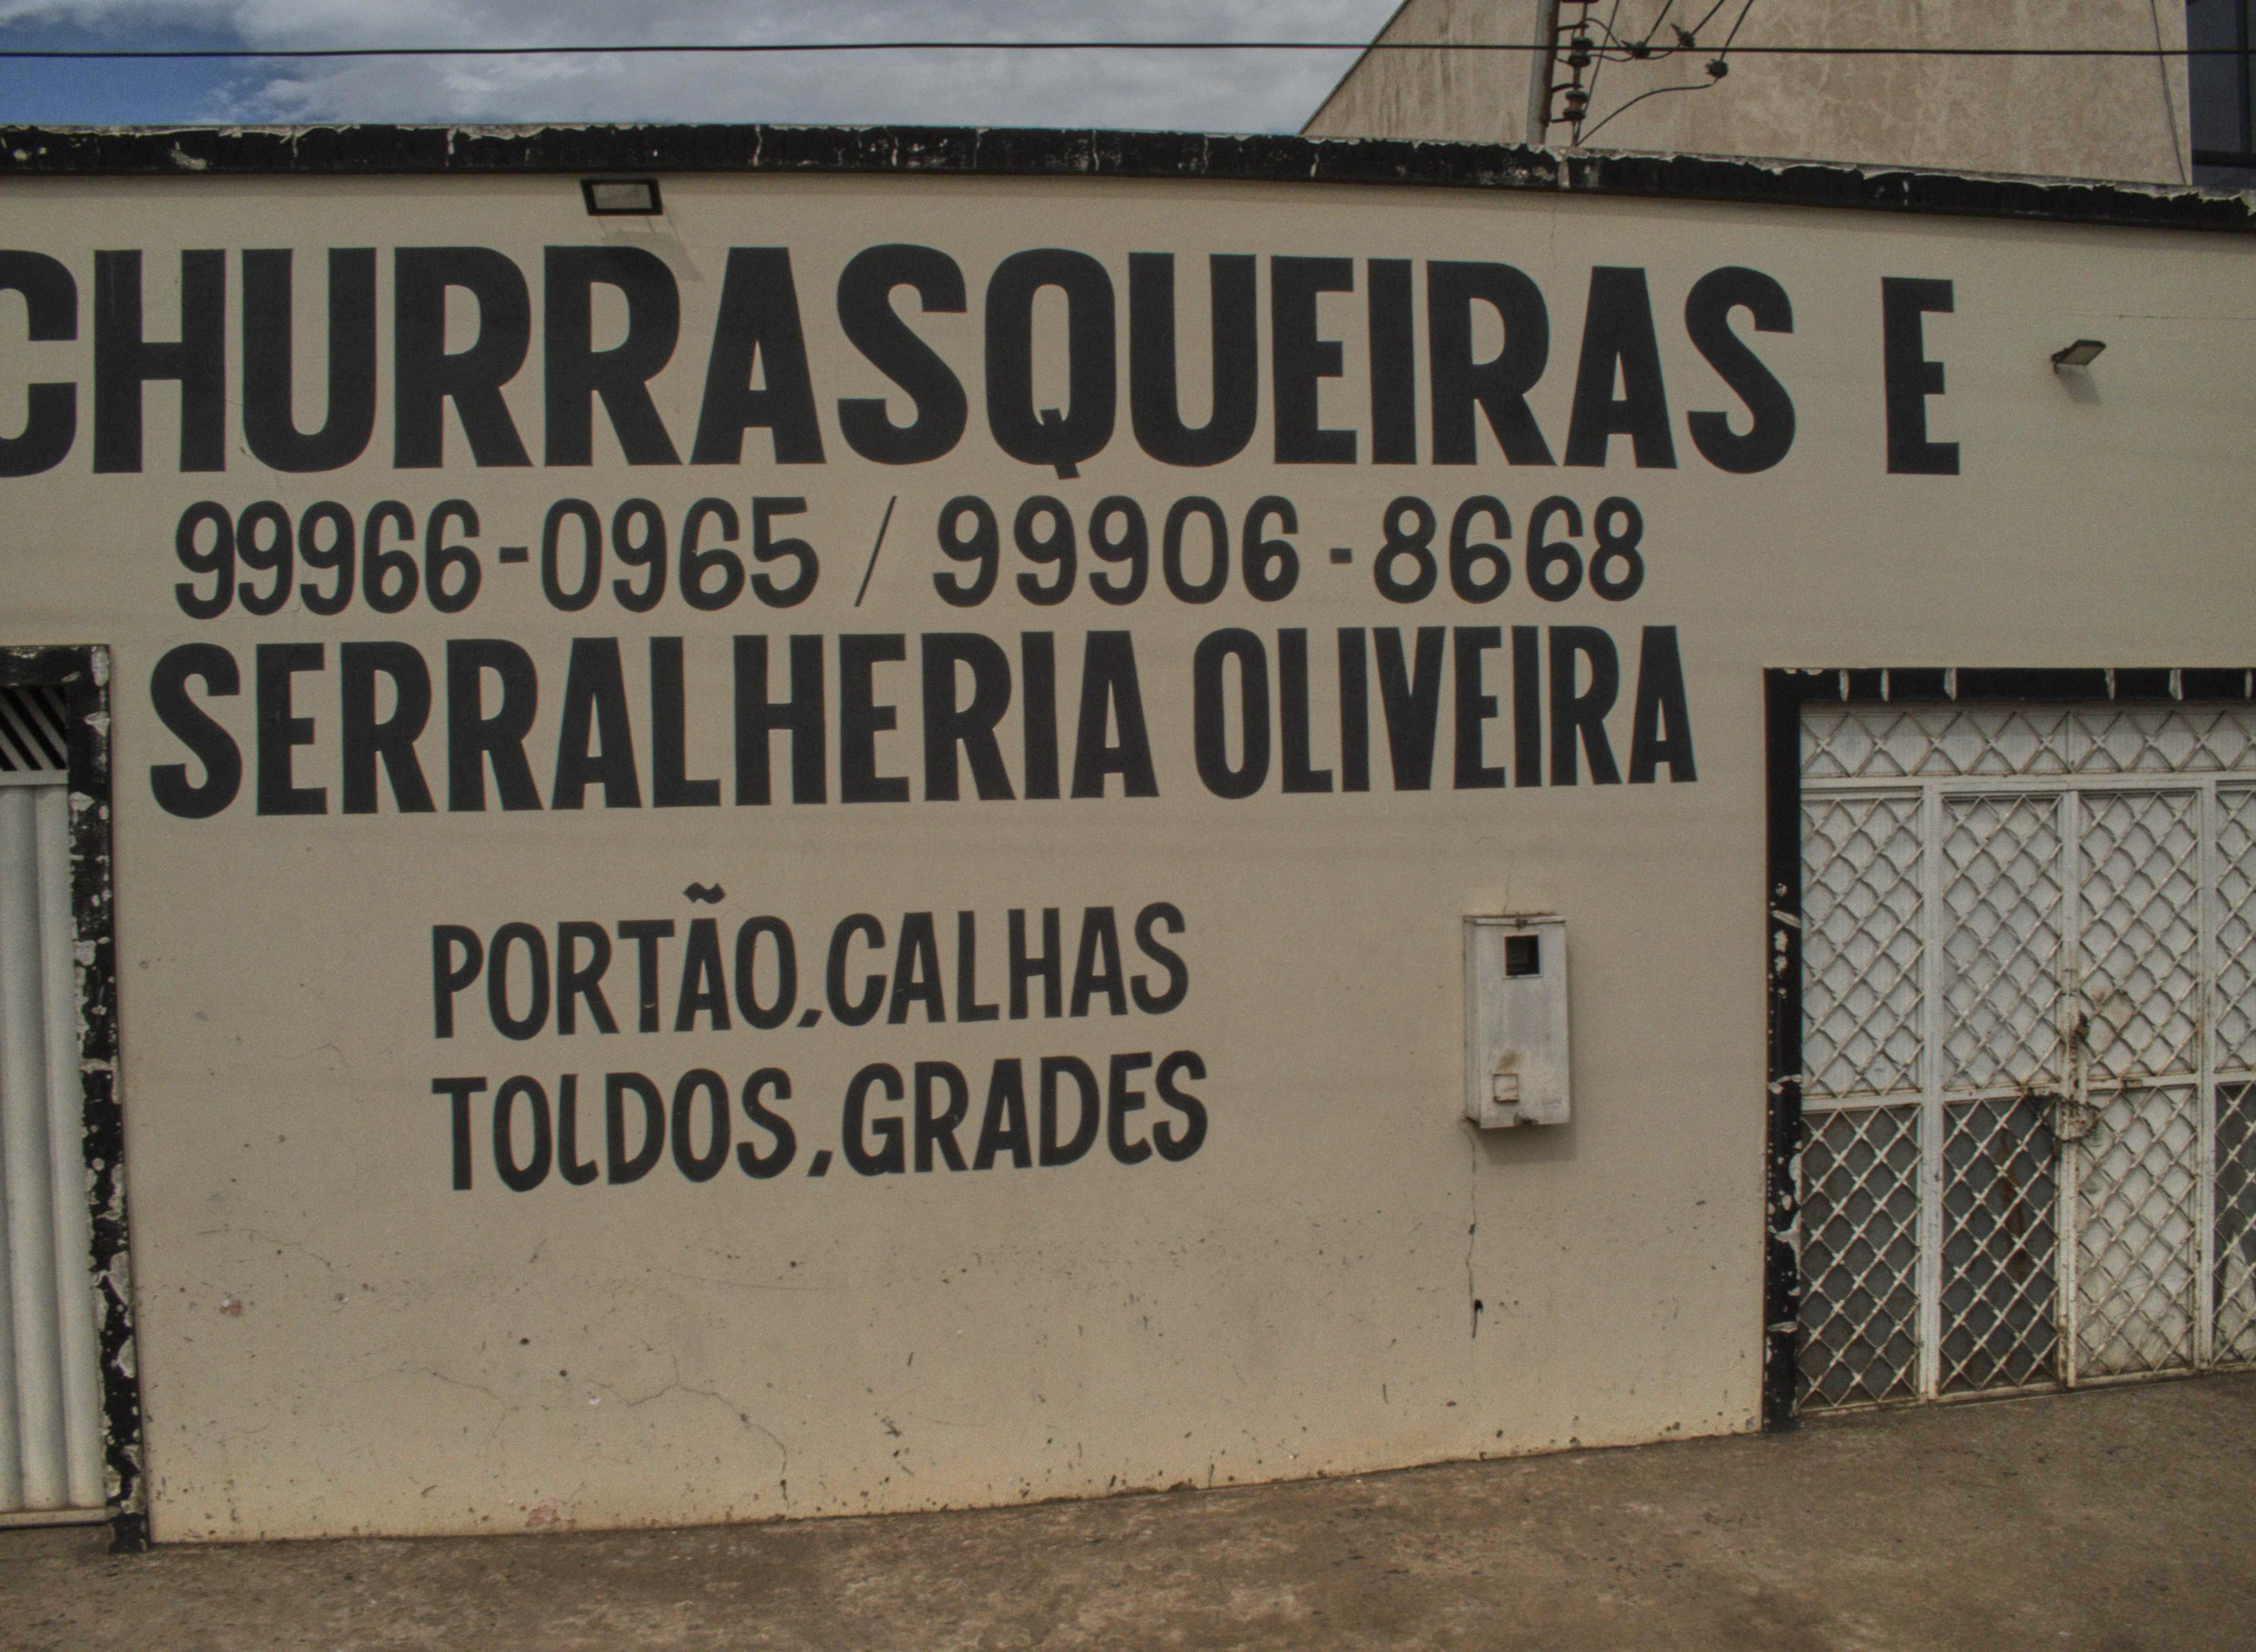 CHURRASQUEIRAS E
99966-0965 / 99906-8668
SERRALHERIA OLIVEIRA
PORTÃO, CALHAS
TOLDOS, GRADES